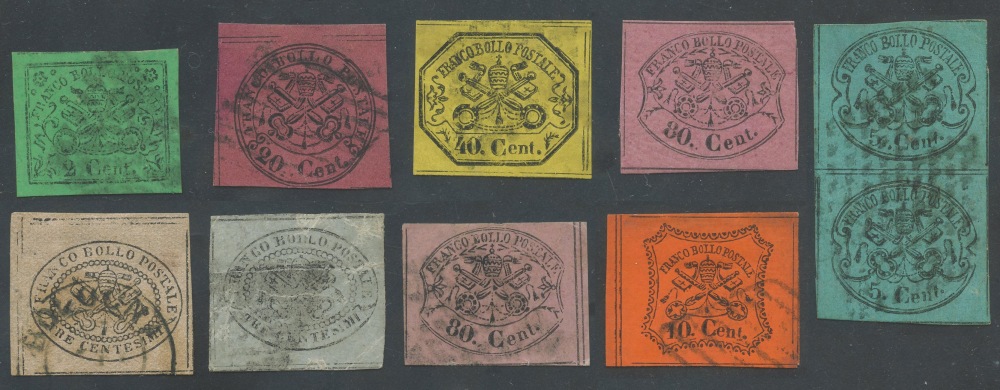 FRANCO BOLLO
2 Cent.
FRANCO BOLLO POSTALE
20. Cent.
FRANCO BOLLO POSTALE
40. Cent.
FRANCO BOLLO POSTALE
80. Cent.
FRANCO BOLLO POSTALE
5. Cent.
FRANCO BOLLO POSTALE
5. Cent.
FRANCO BOLLO POSTALE
TRE CENTESIMI
FRANCO BOLLO POSTALE
TRE CENTESIMI
FRANCO BOLLO POSTALE
80. Cent.
FRANCO BOLLO POSTALE
10. Cent.